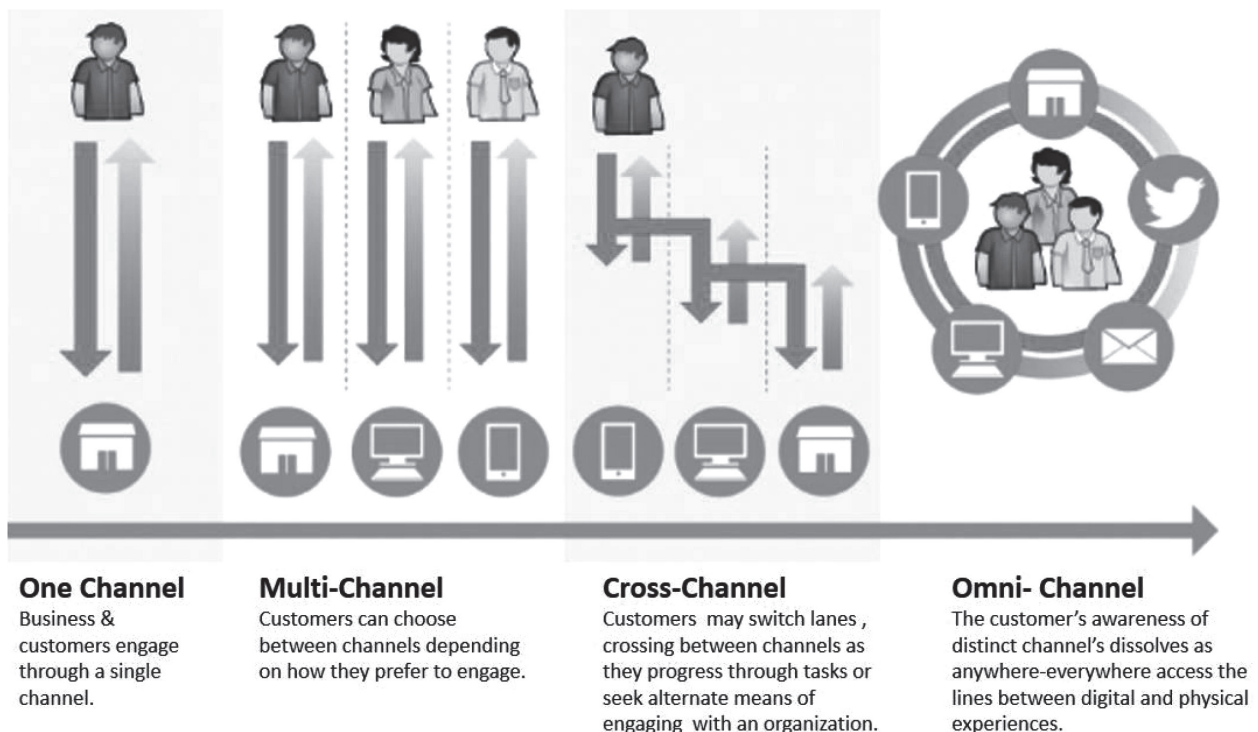 One Channel
Business &
customers engage
through a single
channel.
Multi-Channel
Customers can choose
between channels depending
on how they prefer to engage.
Cross-Channel
Customers may switch lanes ,
crossing between channels as
they progress through tasks or
seek alternate means of
engaging with an organization.
Omni- Channel
The customer's awareness of
distinct channel's dissolves as
anywhere-everywhere access the
lines between digital and physical
experiences.